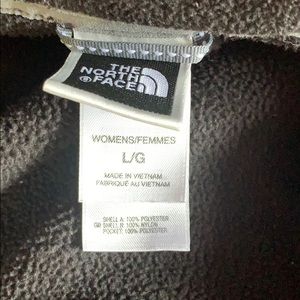 THE
NORTH
FACE
WOMENS/FEMMES
L/G
MADE IN VIETNAM
FABRIQUÉ AU VIETNAM
SHELL A: 100% POLYESTER
GB SHELL B: 100% NYLON
POCKET: 100% POLYESTER